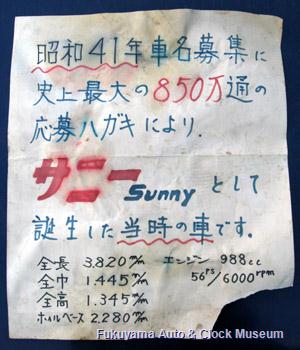 昭和41年車名募集に
史上最大の850万通の
応募ハガキにより.
サニー Sunny として
誕生した当時の車です。
全長 3.820m/m エンジン 988cc
全巾 1.445m/m 56ps/6000rpm
全高 1.345m/m
ホイルベース 2.280m/m
Fukuyama Auto & Clock Museum